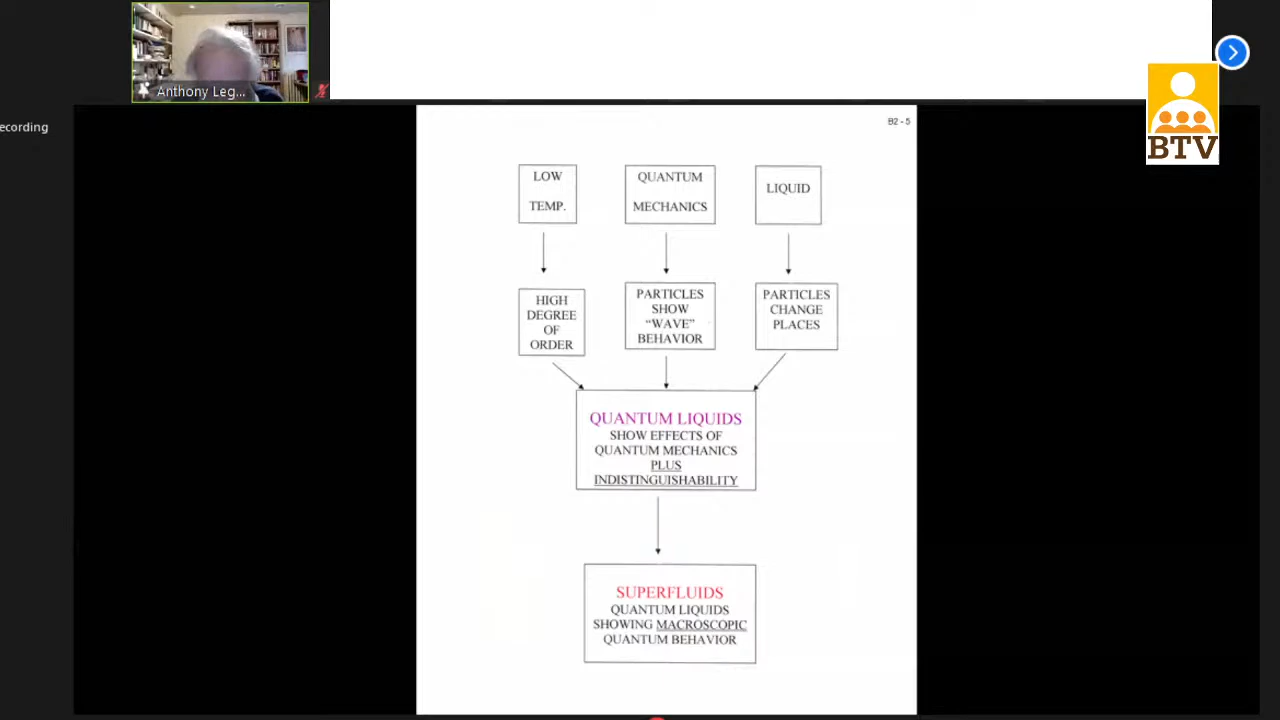 Anthony Leg...
ecording
BTV
B2 - 5
LOW
TEMP.
QUANTUM
MECHANICS
LIQUID
HIGH
DEGREE
OF
ORDER
PARTICLES
SHOW
“WAVE”
BEHAVIOR
PARTICLES
CHANGE
PLACES
QUANTUM LIQUIDS
SHOW EFFECTS OF
QUANTUM MECHANICS
PLUS
INDISTINGUISHABILITY
SUPERFLUIDS
QUANTUM LIQUIDS
SHOWING MACROSCOPIC
QUANTUM BEHAVIOR